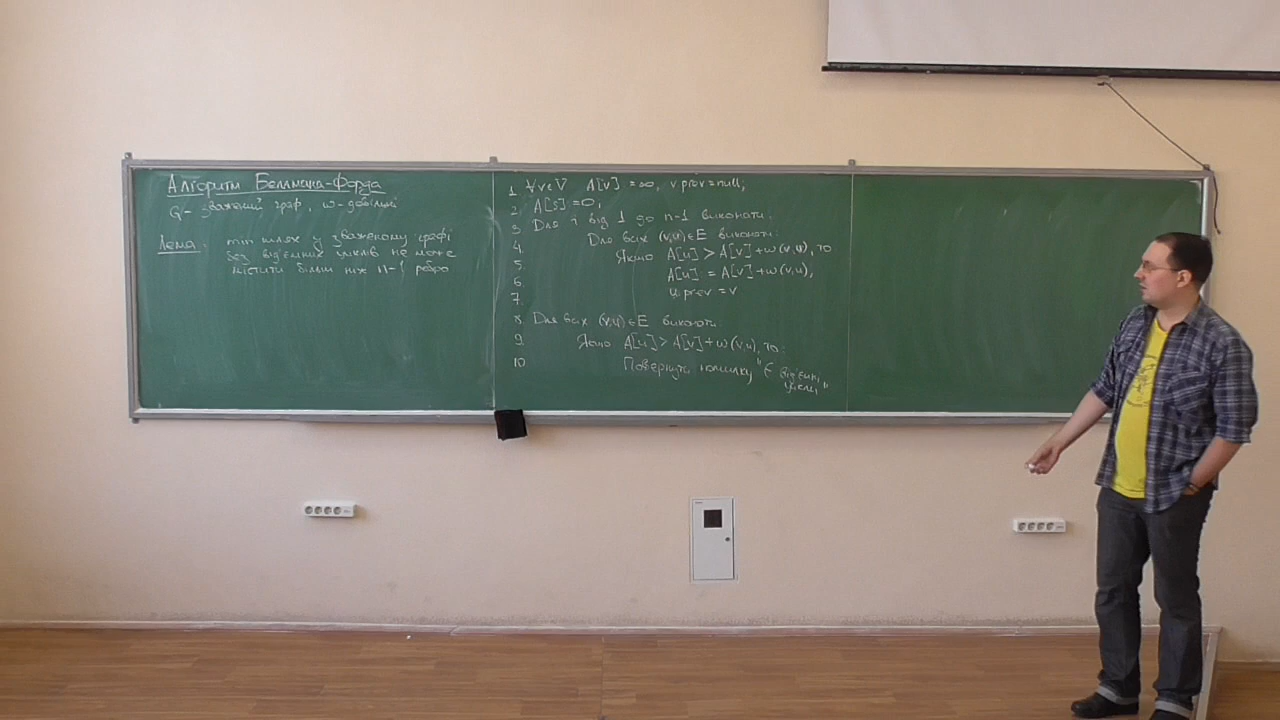 Алгоритм Беллмана-Форда
G - зважений граф, w - довільні
Лема: min шлях у зваженому графі
без від'ємних циклів не може
містити більш ніж n-1 ребро
1. ∀v∈V A[v] = ∞, v.prev = null;
2. A[s] = 0;
3. Для i від 1 до n-1 виконати:
4. Для всіх (v,u) ∈ E виконати:
5. Якщо A[u] > A[v] + w(v,u), то
6. A[u] = A[v] + w(v,u);
7. u.prev = v
8. Для всіх (v,u) ∈ E виконати:
9. Якщо A[u] > A[v] + w(v,u), то:
10. Повернути помилку "Є від'ємні
цикли"